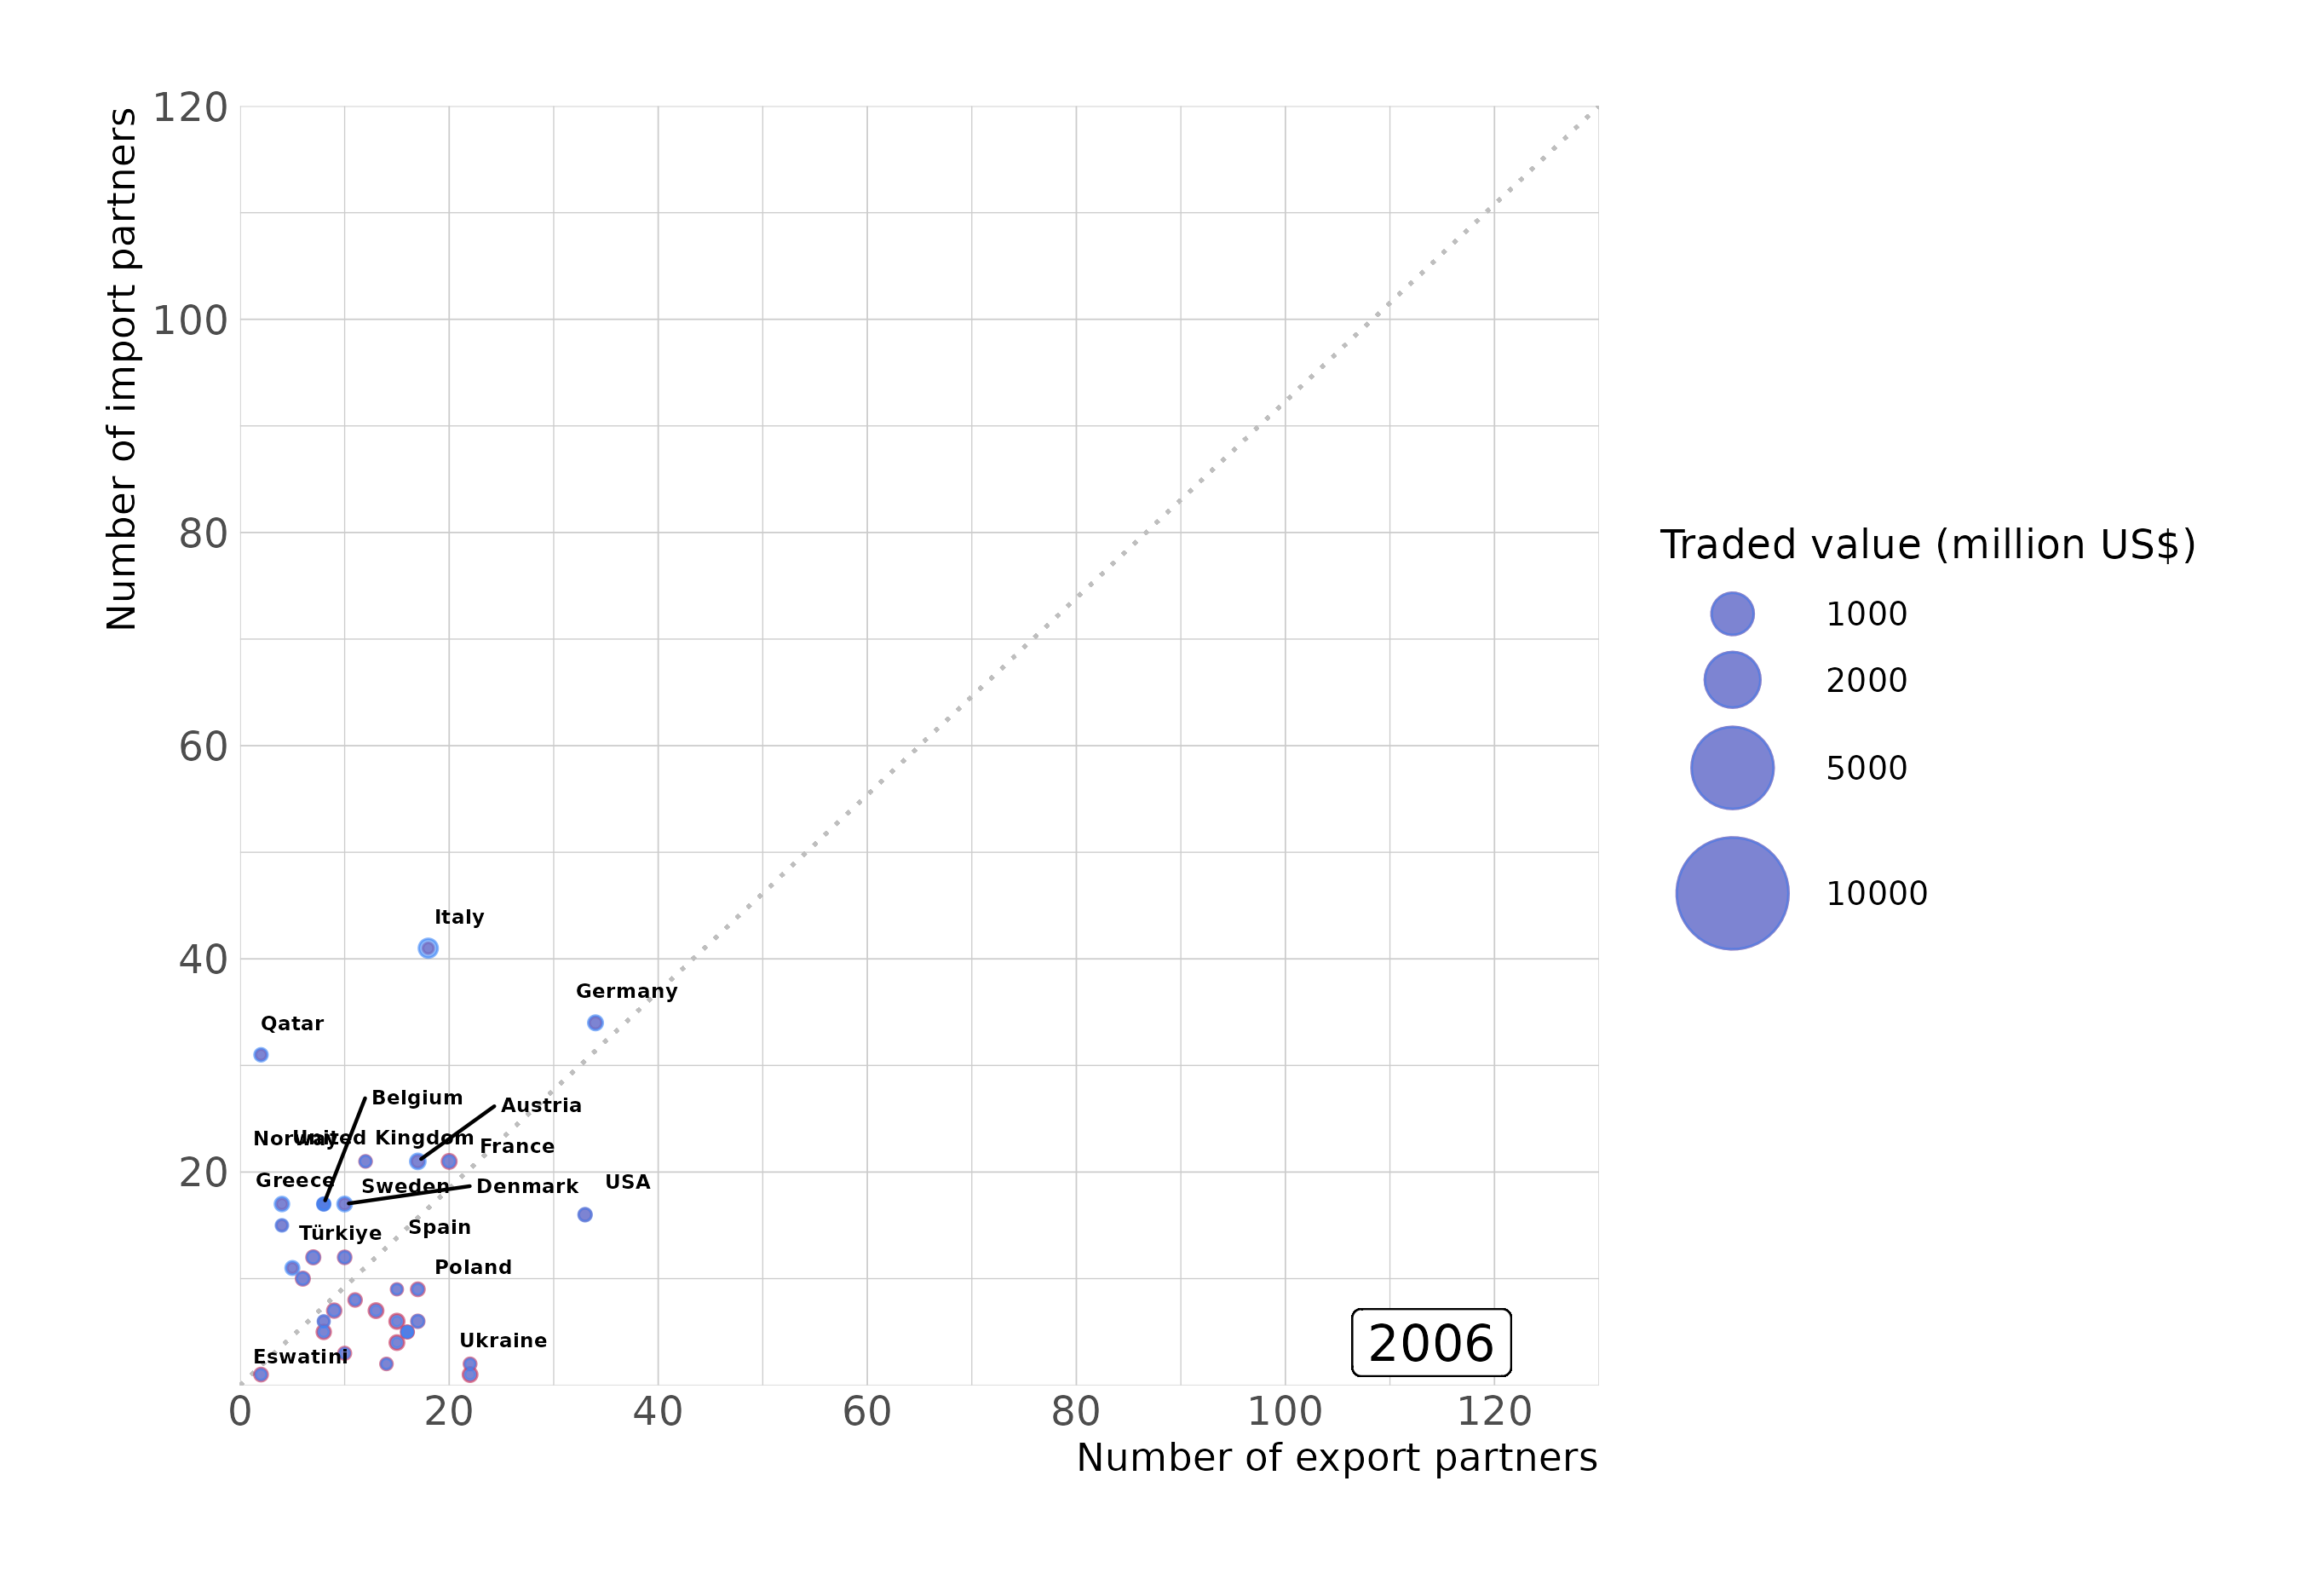 Number of import partners
120
100
80
60
40
20
Italy
Germany
Qatar
Belgium
Austria
Norway
United Kingdom
France
Greece
Sweden
Denmark
USA
Türkiye
Spain
Poland
Ukraine
Eswatini
2006
0 20 40 60 80 100 120
Number of export partners
Traded value (million US$)
1000
2000
5000
10000